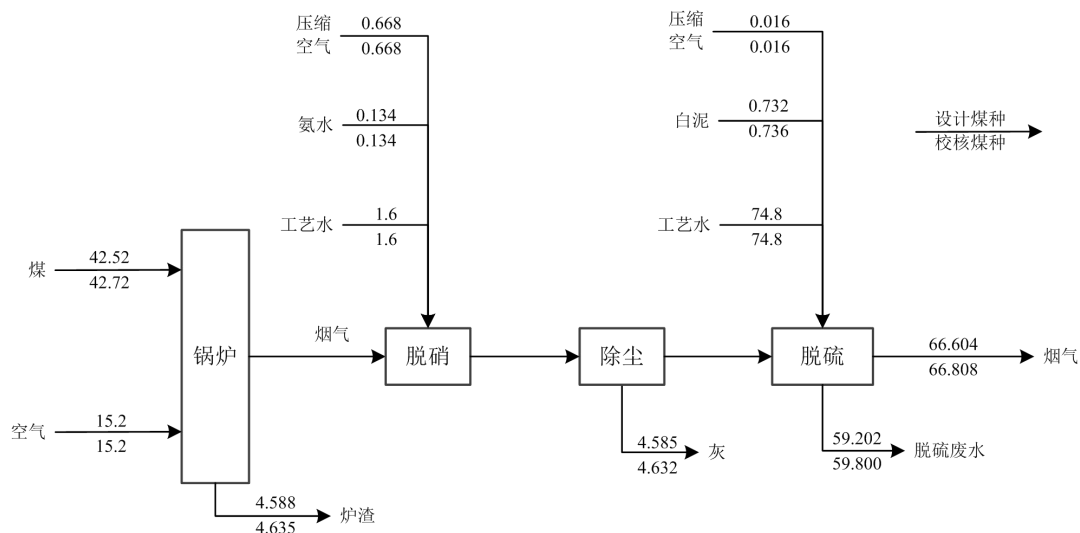 压缩
空气
0.668
0.668
压缩
空气
0.016
0.016
氨水
0.134
0.134
白泥
0.732
0.736
设计煤种
校核煤种
工艺水
1.6
1.6
工艺水
74.8
74.8
煤
42.52
42.72
锅炉
烟气
脱硝
除尘
脱硫
66.604
66.808
烟气
空气
15.2
15.2
4.585
4.632
灰
59.202
59.800
脱硫废水
4.588
4.635
炉渣